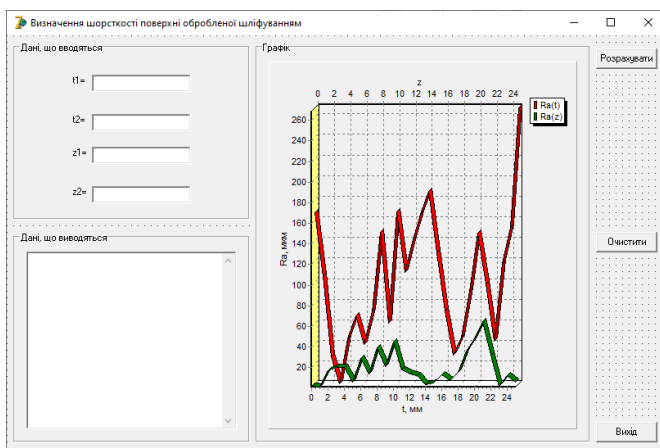 Визначення шорсткості поверхні обробленої шліфуванням
Дані, що вводяться
t1=
t2=
z1=
z2=
Дані, що виводяться
Графік
z
0 2 4 6 8 10 12 14 16 18 20 22 24
Ra(t)
Ra(z)
260
240
220
200
180
160
140
120
100
80
60
40
20
Ra, мкм
0 2 4 6 8 10 12 14 16 18 20 22 24
t, мм
Розрахувати
Очистити
Вихід